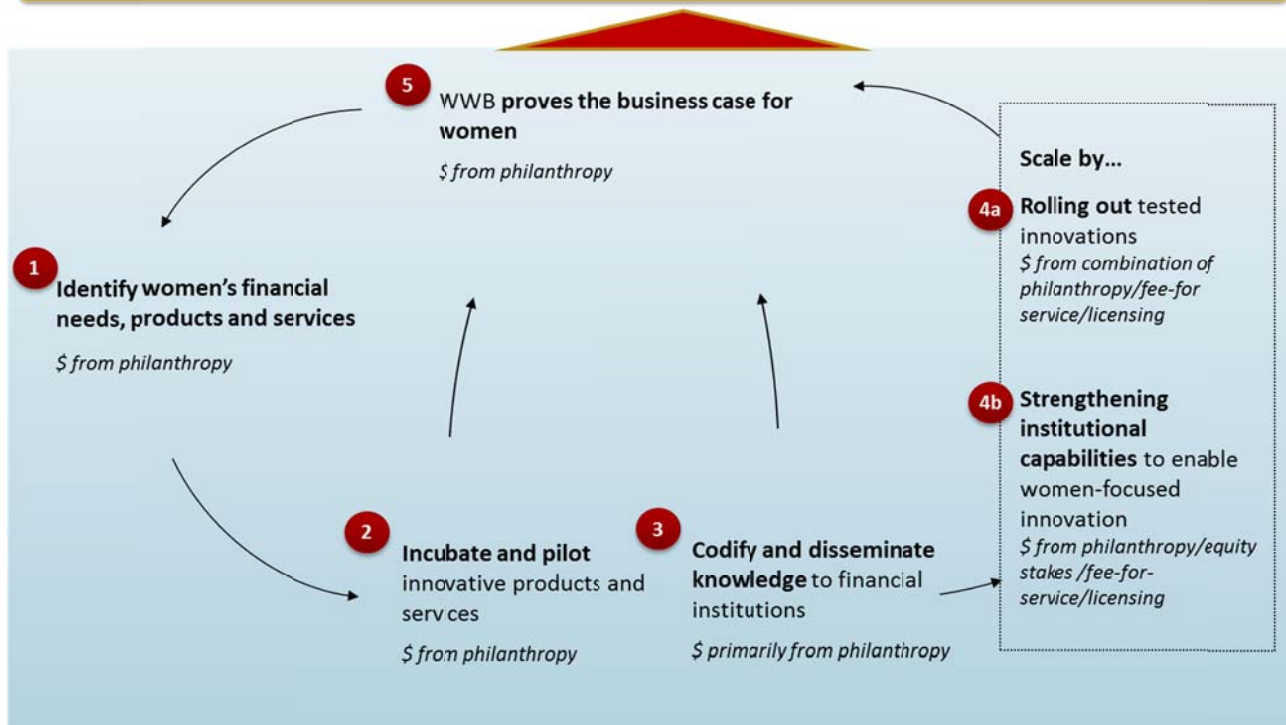 5
WWB proves the business case for
women
$ from philanthropy
Scale by...
4a
Rolling out tested
innovations
$ from combination of
philanthropy/fee-for
service/licensing
1
Identify women's financial
needs, products and services
$ from philanthropy
4b
Strengthening
institutional
capabilities to enable
women-focused
innovation
$ from philanthropy/equity
stakes /fee-for-
service/licensing
2
Incubate and pilot
innovative products and
services
$ from philanthropy
3
Codify and disseminate
knowledge to financial
institutions
$ primarily from philanthropy